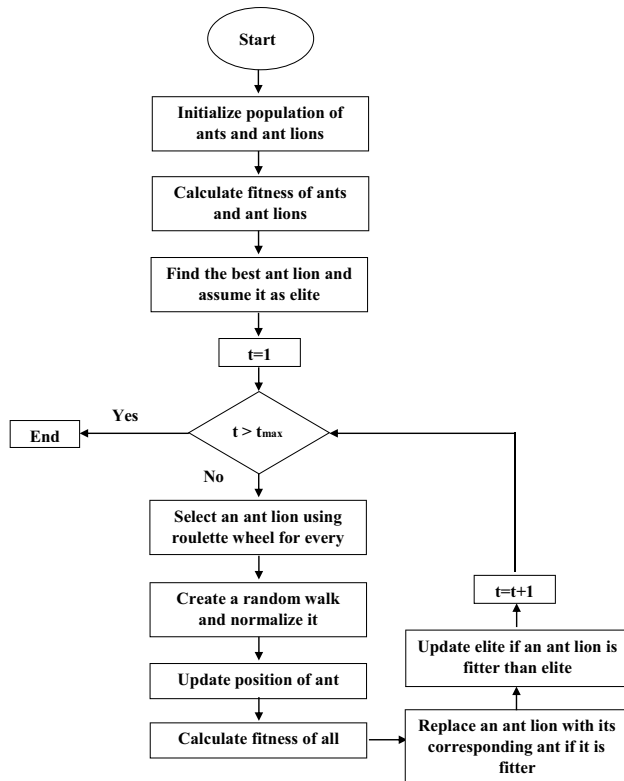 Start
Initialize population of
ants and ant lions
Calculate fitness of ants
and ant lions
Find the best ant lion and
assume it as elite
t=1
Yes
End
t > tmax
No
Select an ant lion using
roulette wheel for every
Create a random walk
and normalize it
Update position of ant
Calculate fitness of all
Replace an ant lion with its
corresponding ant if it is
fitter
Update elite if an ant lion is
fitter than elite
t=t+1